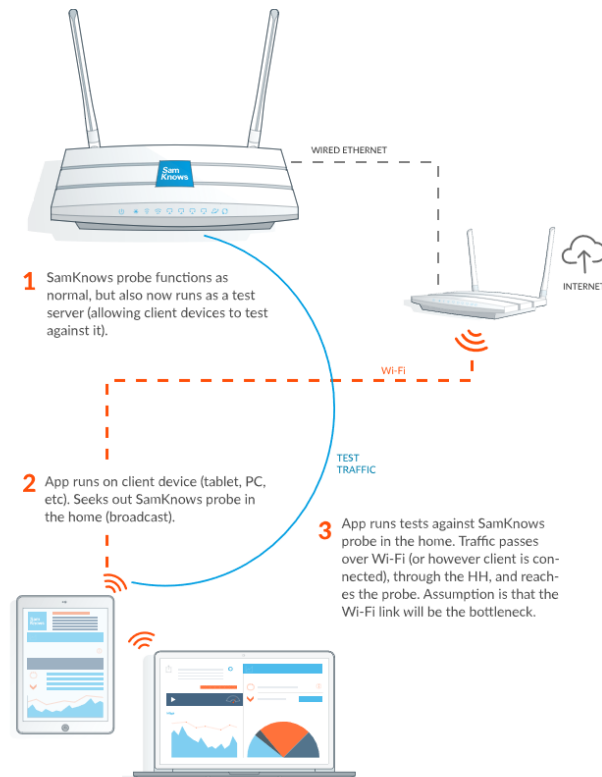 Sam
Knows
WIRED ETHERNET
INTERNET
1 SamKnows probe functions as
normal, but also now runs as a test
server (allowing client devices to test
against it).
Wi-Fi
TEST
TRAFFIC
2 App runs on client device (tablet, PC,
etc). Seeks out SamKnows probe in
the home (broadcast).
3 App runs tests against SamKnows
probe in the home. Traffic passes
over Wi-Fi (or however client is con-
nected), through the HH, and reach-
es the probe. Assumption is that the
Wi-Fi link will be the bottleneck.
Sam
Knows